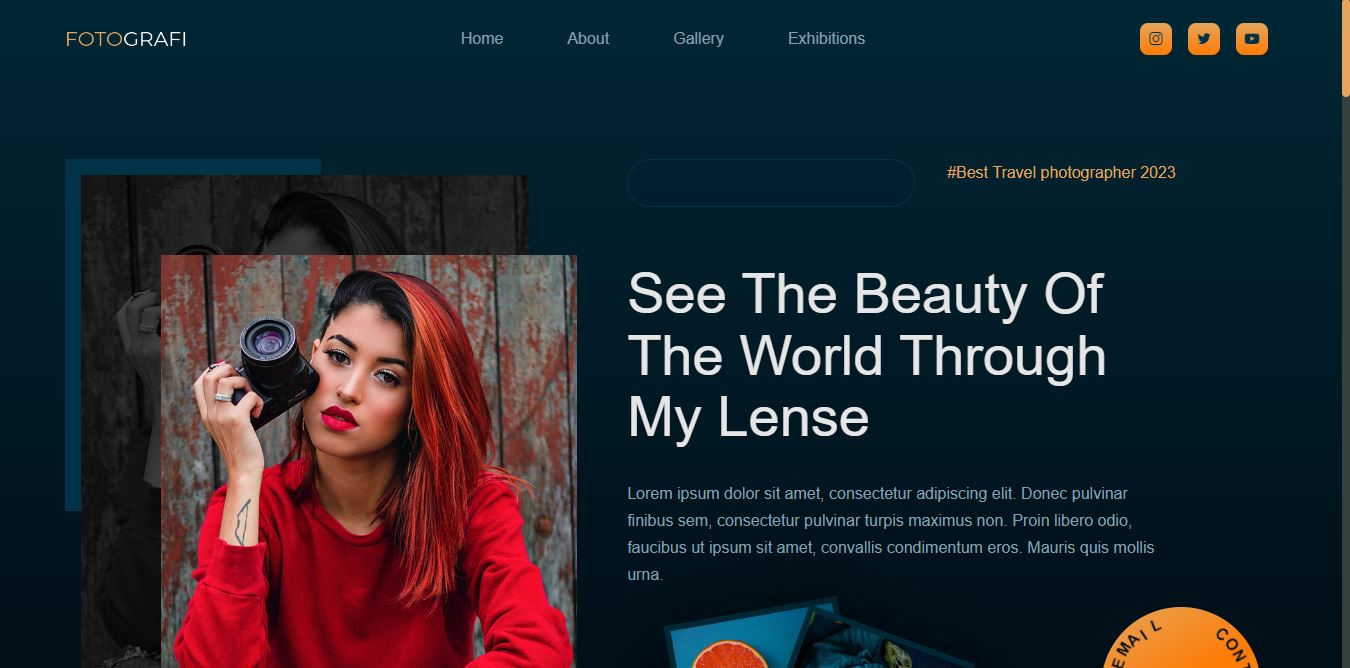 FOTOGRAFI
Home
About
Gallery
Exhibitions
#Best Travel photographer 2023
See The Beauty Of
The World Through
My Lense
Lorem ipsum dolor sit amet, consectetur adipiscing elit. Donec pulvinar
finibus sem, consectetur pulvinar turpis maximus non. Proin libero odio,
faucibus ut ipsum sit amet, convallis condimentum eros. Mauris quis mollis
urna.
EMAIL